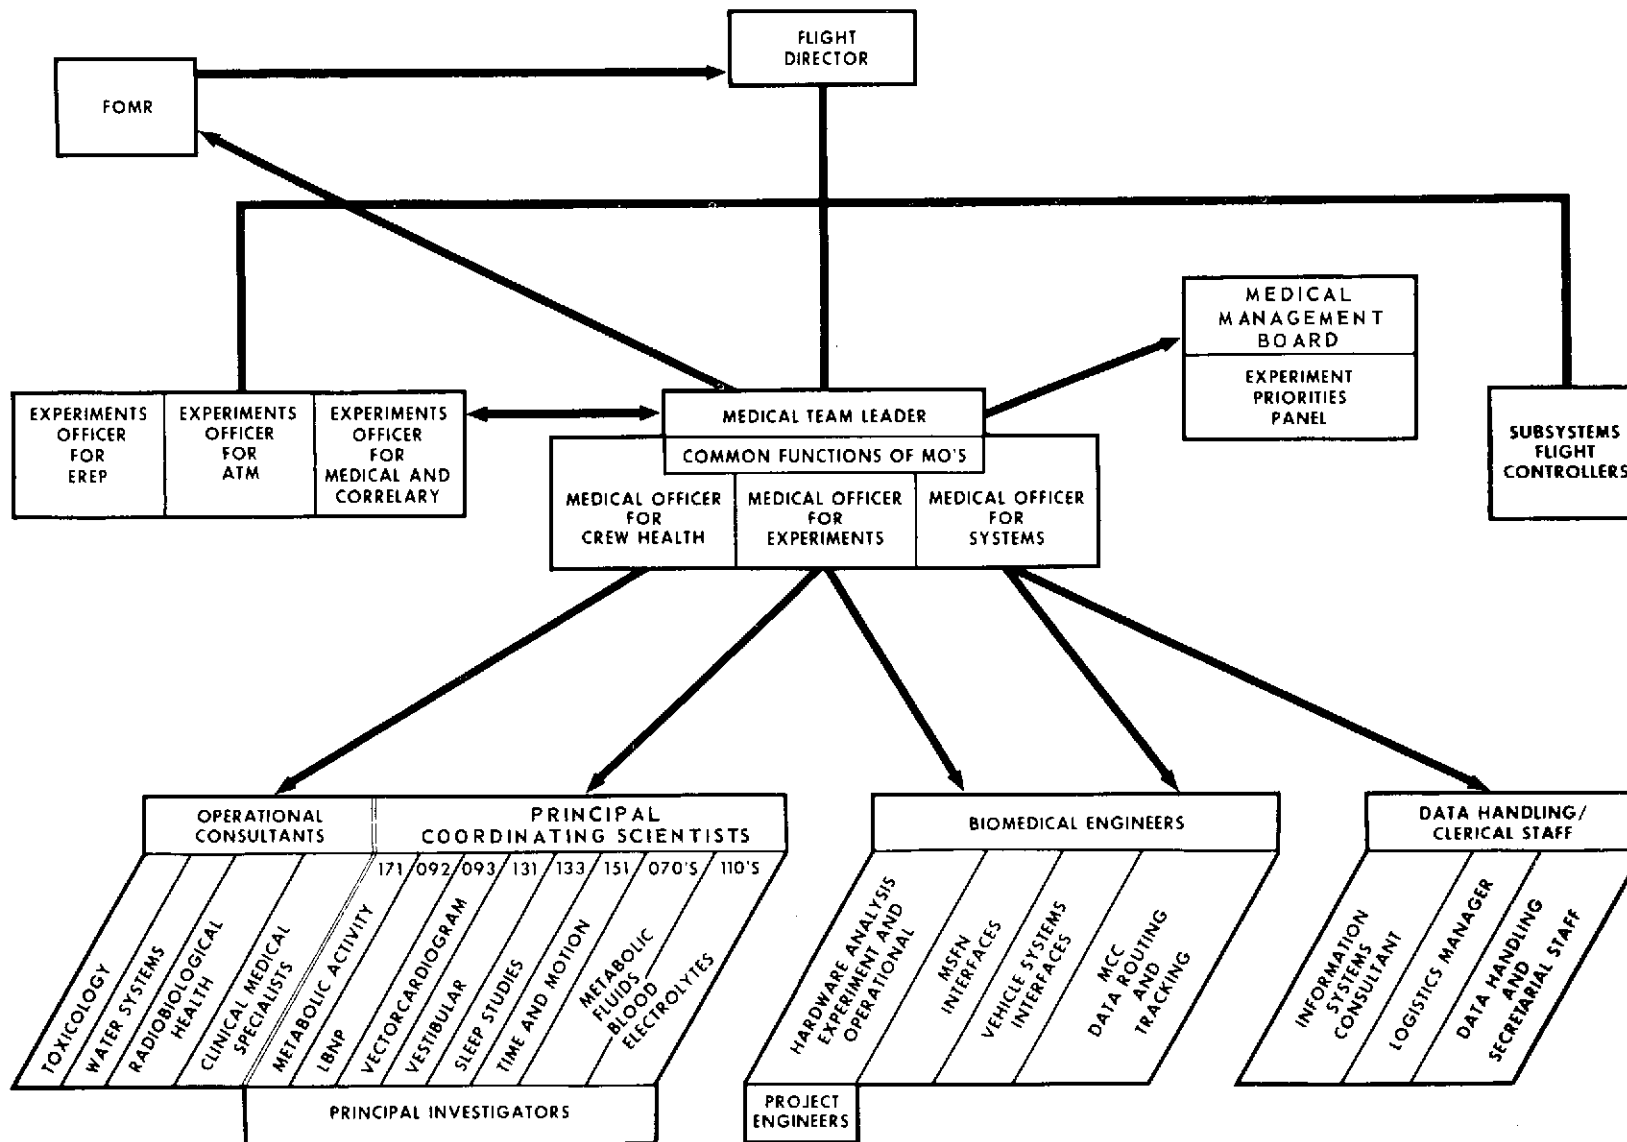 FLIGHT
DIRECTOR
FOMR
MEDICAL
MANAGEMENT
BOARD
EXPERIMENT
PRIORITIES
PANEL
EXPERIMENTS
OFFICER
FOR
EREP
EXPERIMENTS
OFFICER
FOR
ATM
EXPERIMENTS
OFFICER
FOR
MEDICAL AND
CORRELARY
MEDICAL TEAM LEADER
COMMON FUNCTIONS OF MO'S
MEDICAL OFFICER
FOR
CREW HEALTH
MEDICAL OFFICER
FOR
EXPERIMENTS
MEDICAL OFFICER
FOR
SYSTEMS
SUBSYSTEMS
FLIGHT
CONTROLLERS
OPERATIONAL
CONSULTANTS
PRINCIPAL
COORDINATING SCIENTISTS
BIOMEDICAL ENGINEERS
DATA HANDLING/
CLERICAL STAFF
171 092 093 131 133 151 070'S 110'S
TOXICOLOGY
WATER SYSTEMS
RADIOBIOLOGICAL
HEALTH
CLINICAL MEDICAL
SPECIALISTS
METABOLIC ACTIVITY
LBNP
VECTORCARDIOGRAM
VESTIBULAR
SLEEP STUDIES
TIME AND MOTION
METABOLIC
FLUIDS
BLOOD
ELECTROLYTES
HARDWARE ANALYSIS
EXPERIMENT AND
OPERATIONAL
MSFN
INTERFACES
VEHICLE SYSTEMS
INTERFACES
MCC
DATA ROUTING
AND
TRACKING
INFORMATION
SYSTEMS
CONSULTANT
LOGISTICS MANAGER
DATA HANDLING
AND
SECRETARIAL STAFF
PRINCIPAL INVESTIGATORS
PROJECT
ENGINEERS